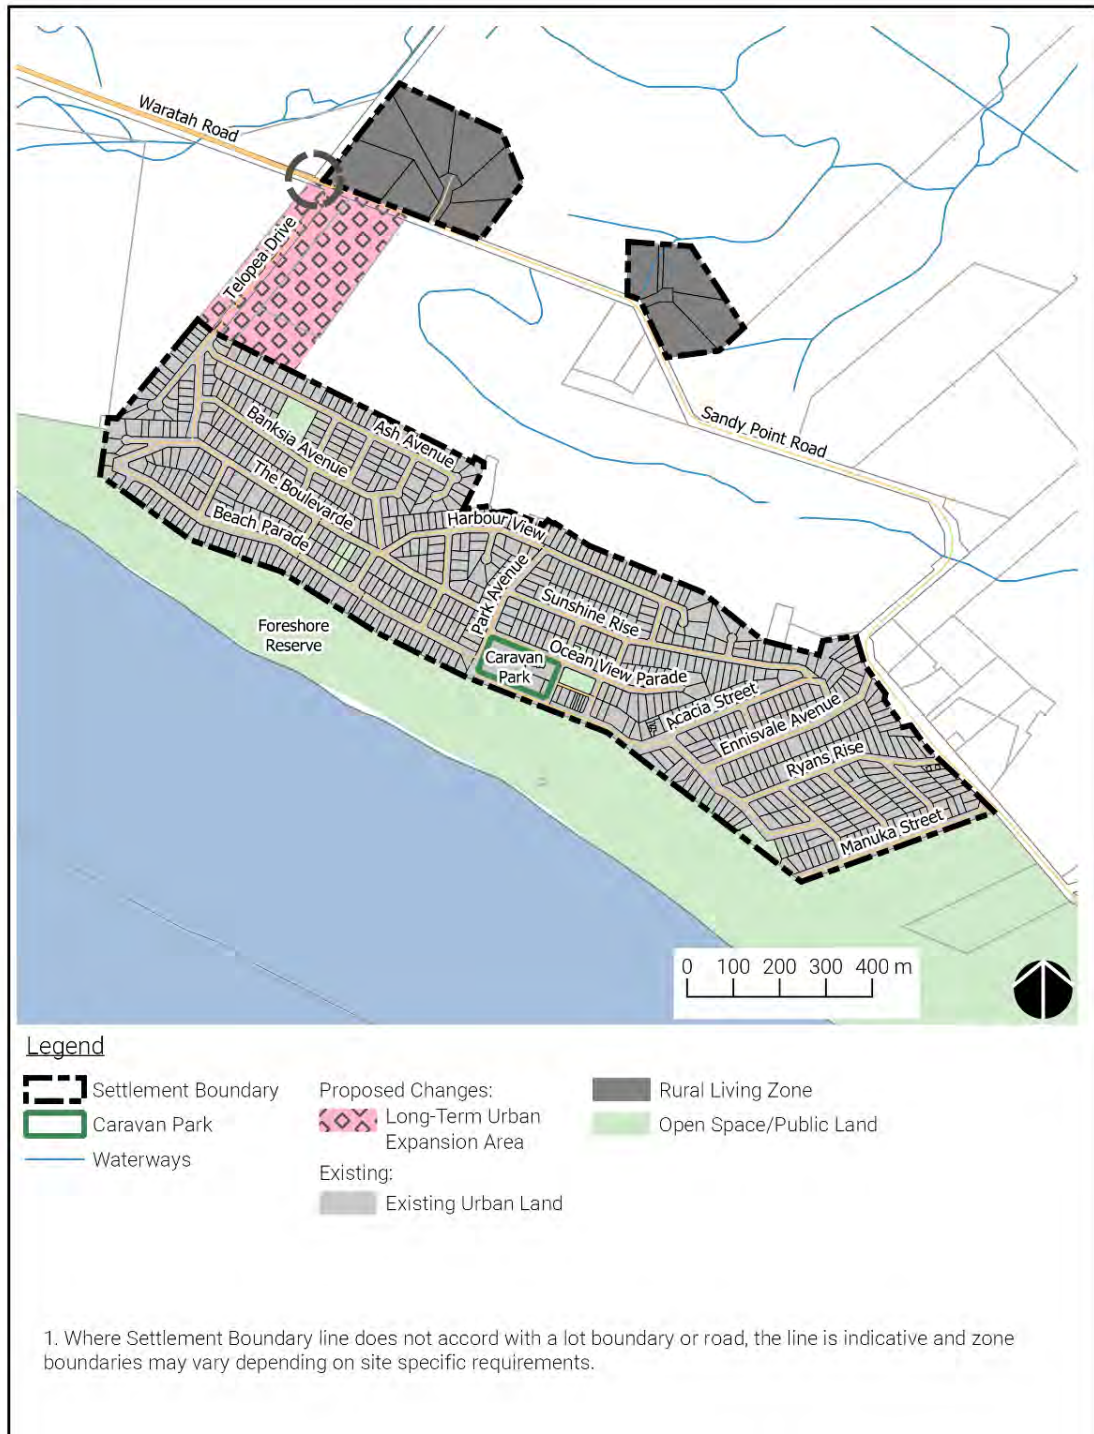 Waratah Road
Telopea Drive
Sandy Point Road
Ash Avenue
Banksia Avenue
The Boulevarde
Harbour View
Beach Parade
Park Avenue
Sunshine Rise
Foreshore
Reserve
Caravan
Park
Ocean View Parade
Acacia Street
Ennisvale Avenue
Ryans Rise
Manuka Street
0 100 200 300 400 m
Legend
Settlement Boundary
Caravan Park
Waterways
Proposed Changes:
Long-Term Urban
Expansion Area
Existing:
Existing Urban Land
Rural Living Zone
Open Space/Public Land
1. Where Settlement Boundary line does not accord with a lot boundary or road, the line is indicative and zone
boundaries may vary depending on site specific requirements.